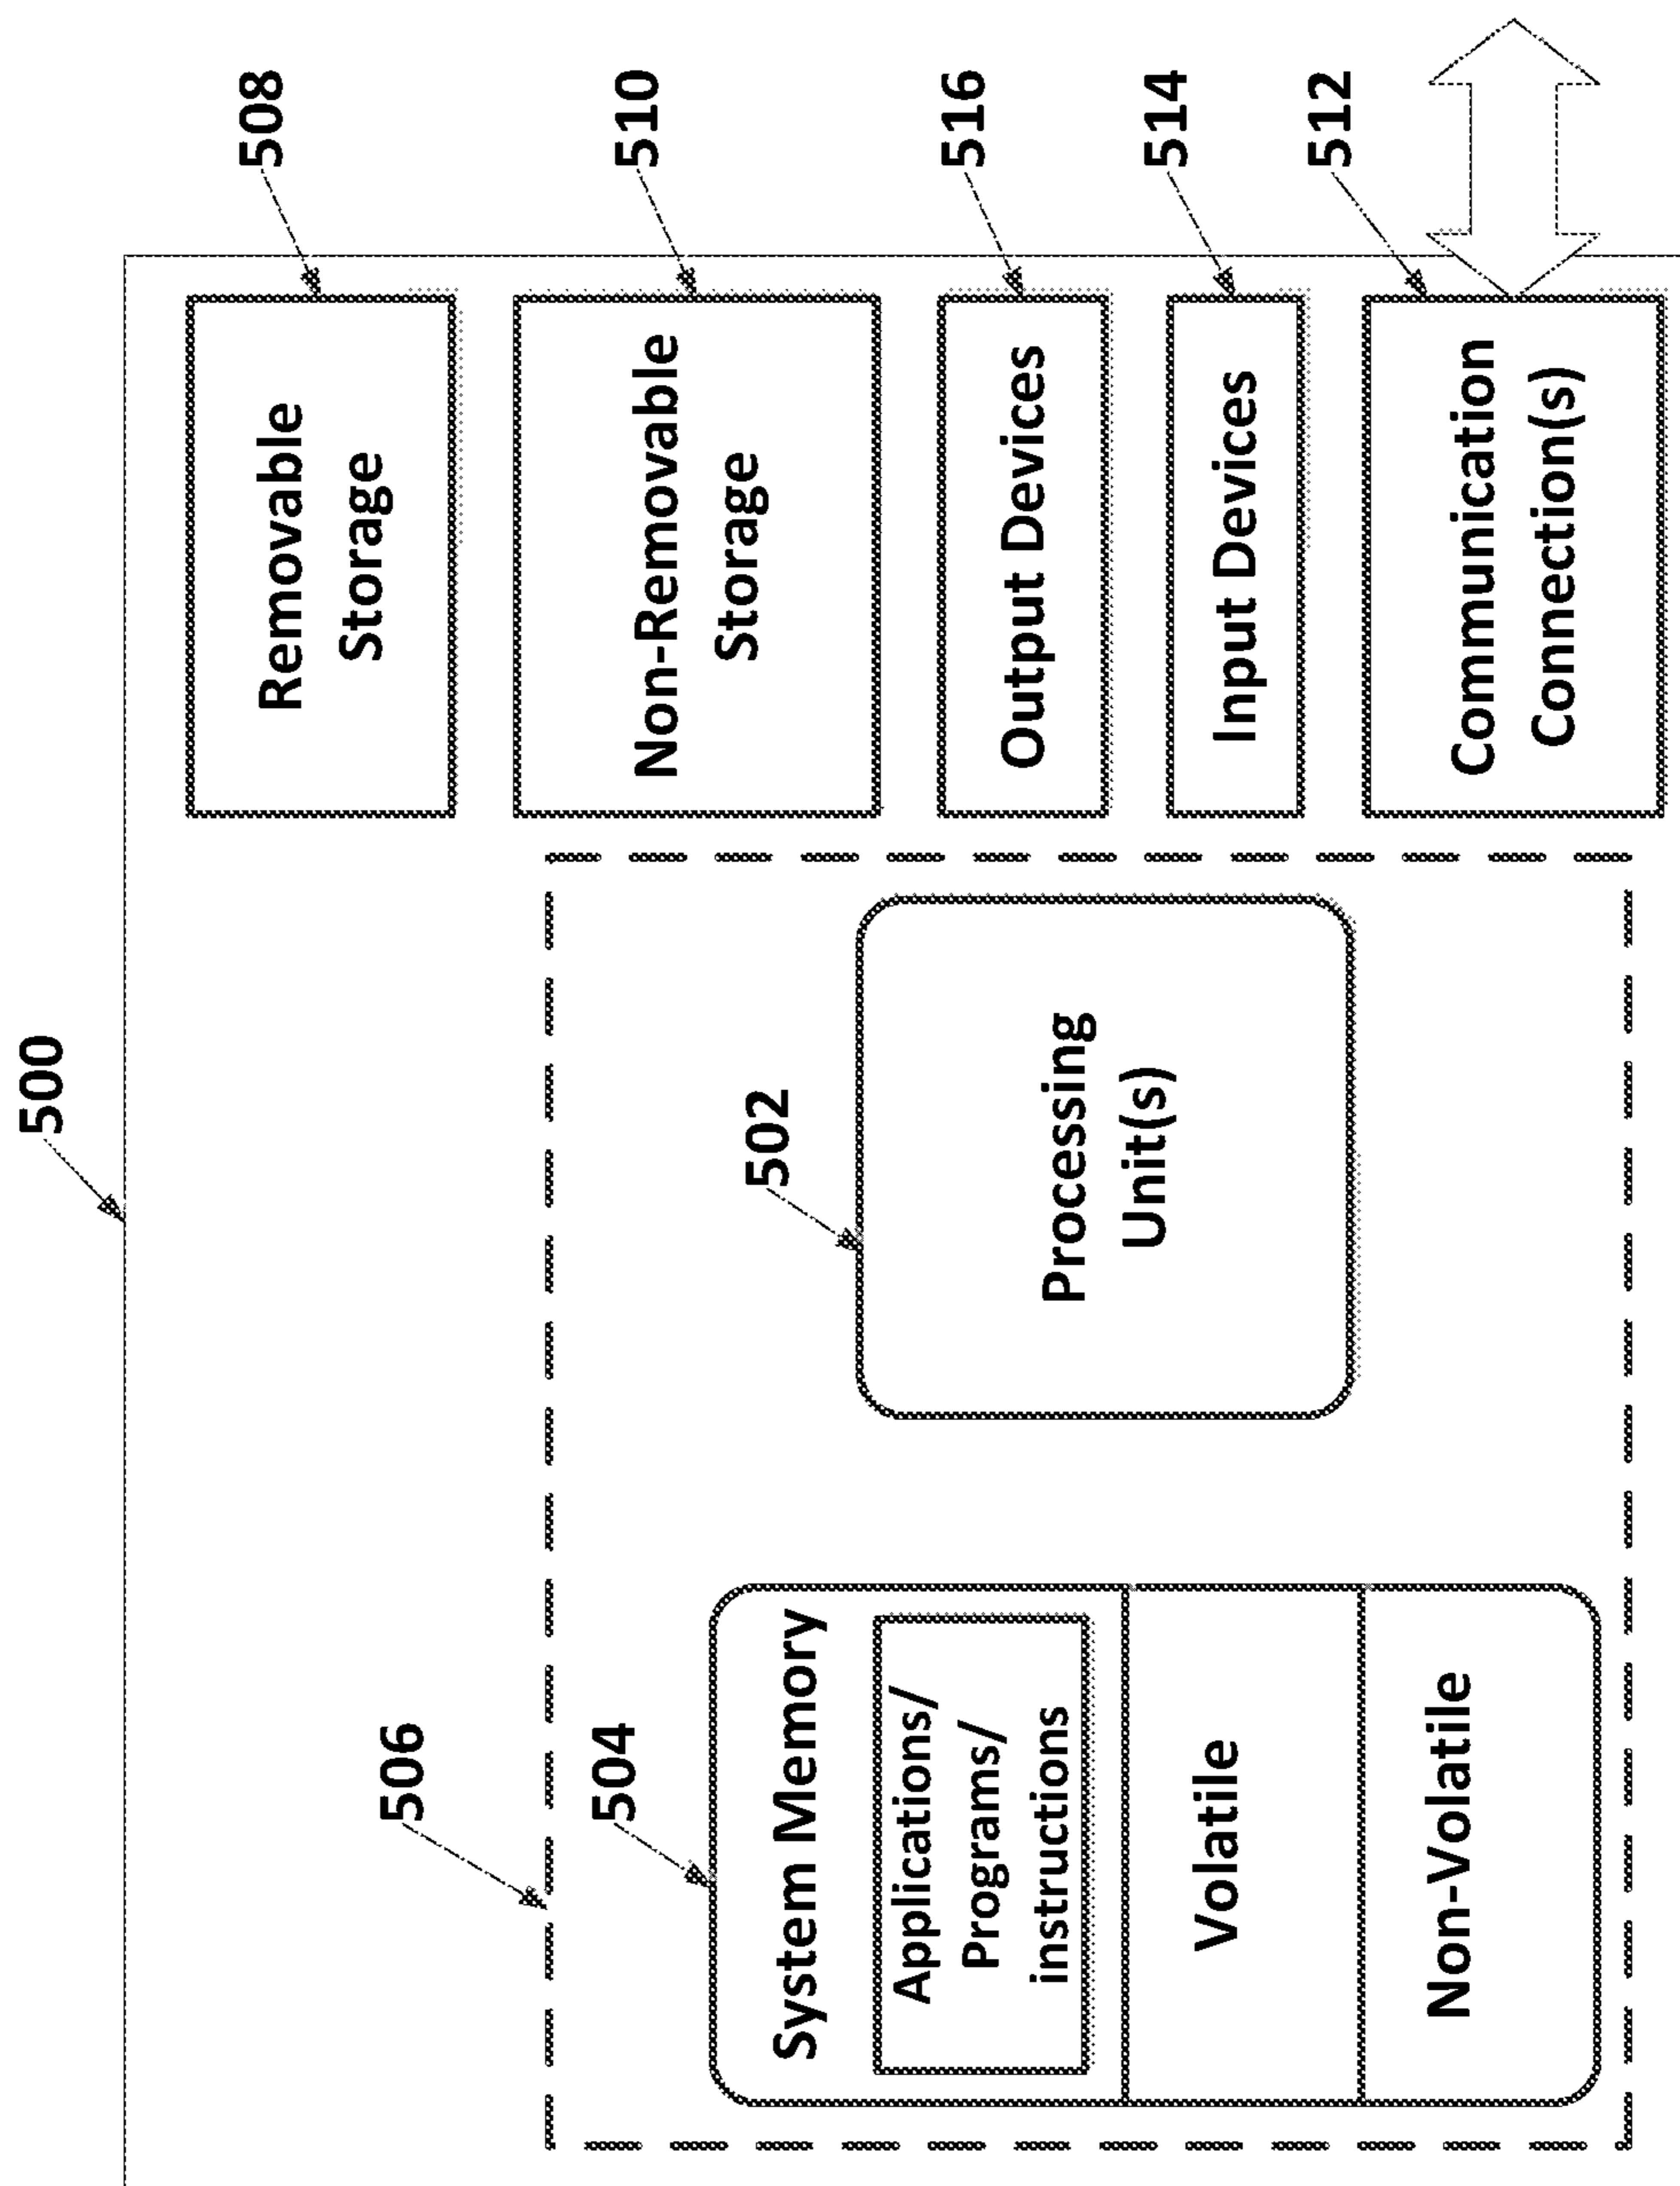 500
506
504
System Memory
Applications/
Programs/
instructions
Volatile
Non-Volatile
502
Processing
Unit(s)
508
Removable
Storage
510
Non-Removable
Storage
516
Output Devices
514
Input Devices
512
Communication
Connection(s)